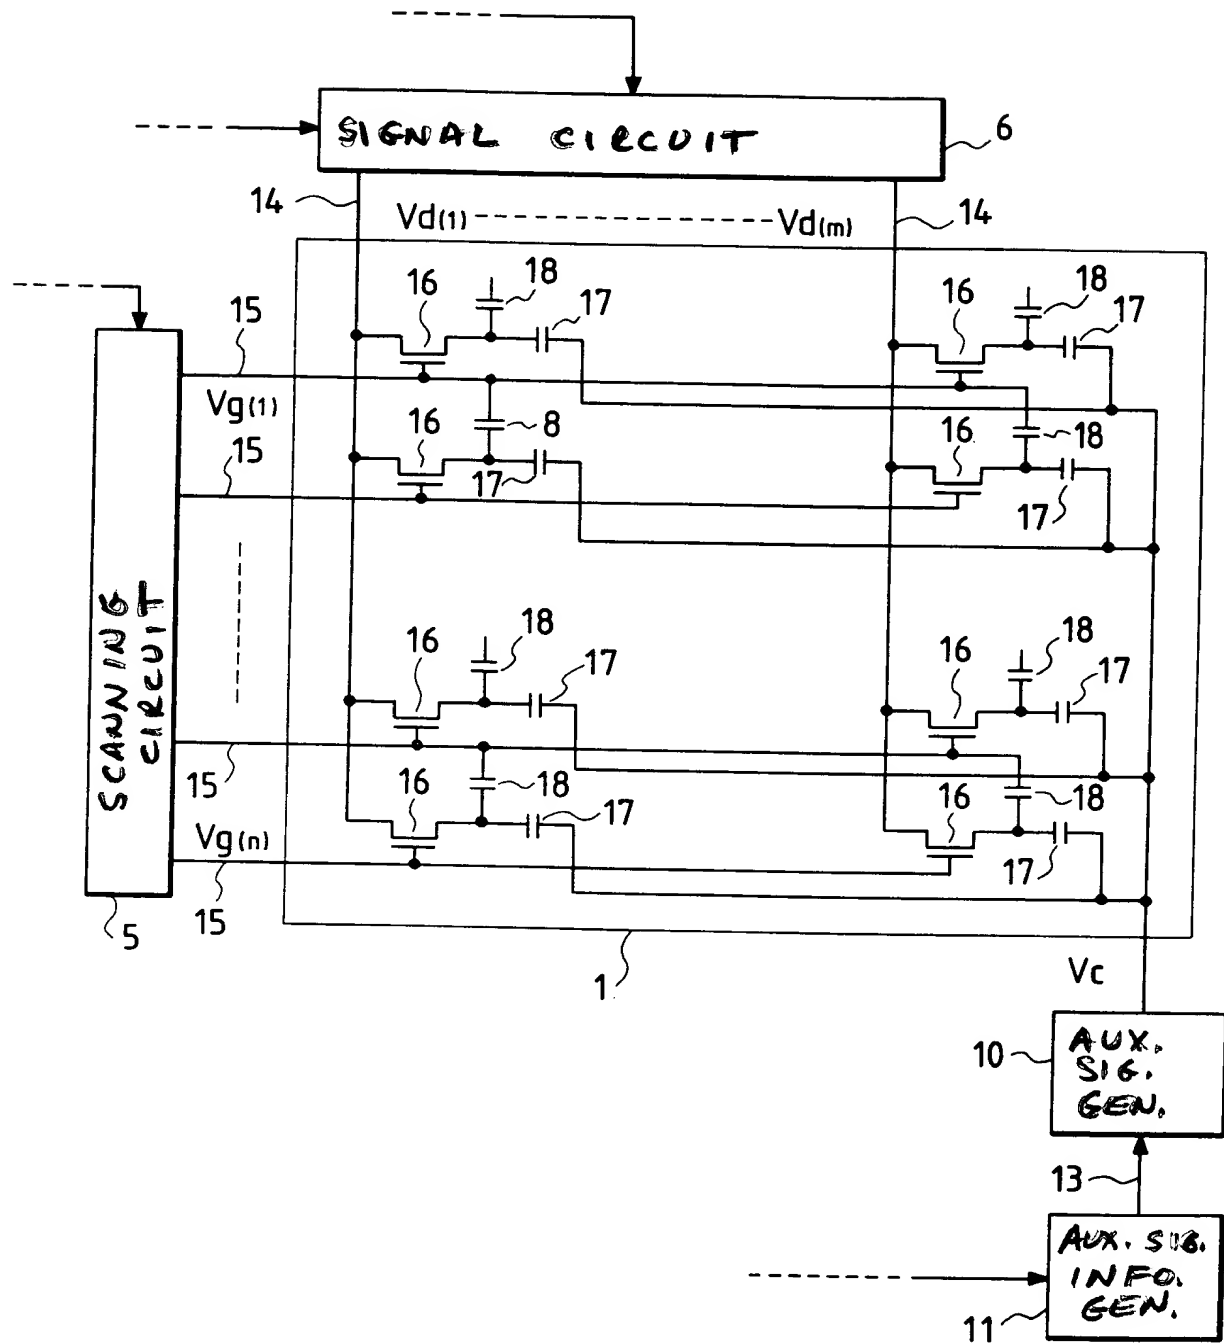 SIGNAL CIRCUIT
6
14
Vd(1)
Vd(m)
14
16
18
17
16
18
17
15
Vg(1)
16
8
16
18
15
17
17
SCANNING
CIRCUIT
16
18
17
16
18
17
15
16
18
17
16
18
Vg(n)
17
15
5
1
Vc
10
AUX.
SIG.
GEN.
13
AUX. SIG.
INFO.
GEN.
11